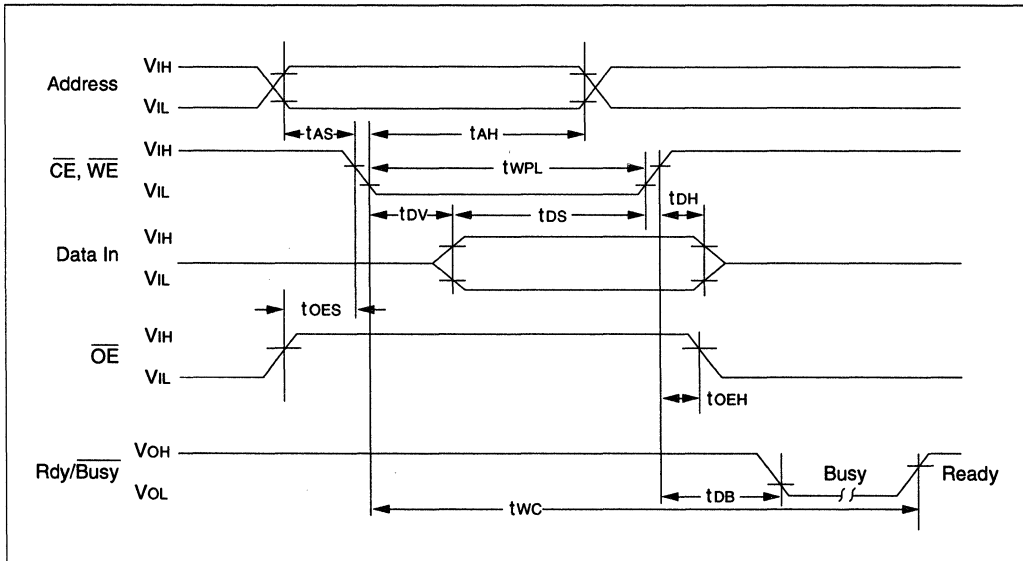 Address
VIH
VIL
tAS
tAH
CE, WE
VIH
VIL
tWPL
tDV
tDS
tDH
Data In
VIH
VIL
tOES
OE
VIH
VIL
tOEH
Rdy/Busy
VOH
VOL
Busy
Ready
tDB
tWC